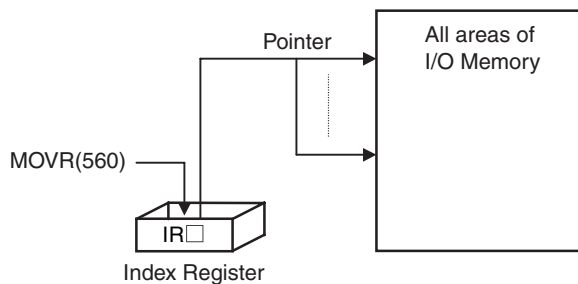 Pointer
All areas of
I/O Memory
MOVR(560)
IR□
Index Register